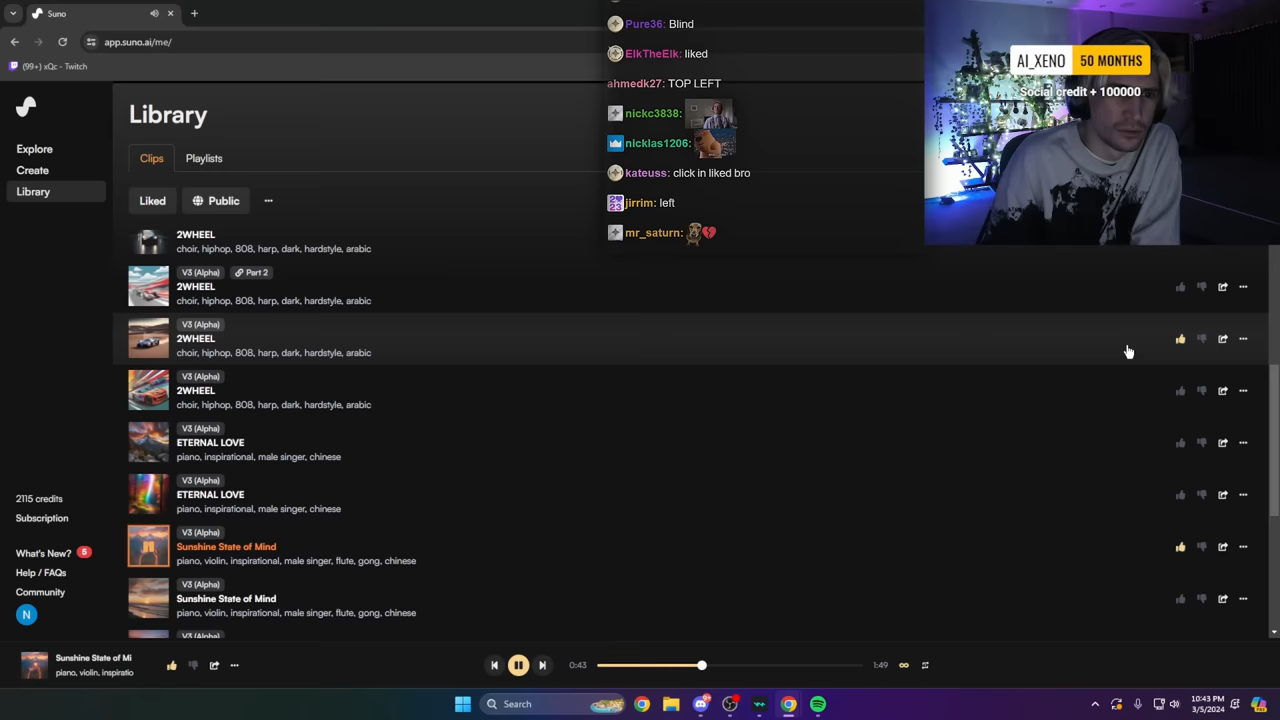 Suno
app.suno.ai/me/
(99+) xQc - Twitch
Pure36: Blind
ElkTheElk: liked
ahmedk27: TOP LEFT
nickc3838:
nicklas1206:
kateuss: click in liked bro
jirrim: left
mr_saturn:
AI_XENO 50 MONTHS
Social credit + 100000
Explore
Create
Library
2115 credits
Subscription
What's New? 5
Help / FAQs
Community
N
Library
Clips Playlists
Liked Public
2WHEEL
choir, hiphop, 808, harp, dark, hardstyle, arabic
V3 (Alpha) Part 2
2WHEEL
choir, hiphop, 808, harp, dark, hardstyle, arabic
V3 (Alpha)
2WHEEL
choir, hiphop, 808, harp, dark, hardstyle, arabic
V3 (Alpha)
2WHEEL
choir, hiphop, 808, harp, dark, hardstyle, arabic
V3 (Alpha)
ETERNAL LOVE
piano, inspirational, male singer, chinese
V3 (Alpha)
ETERNAL LOVE
piano, inspirational, male singer, chinese
V3 (Alpha)
Sunshine State of Mind
piano, violin, inspirational, male singer, flute, gong, chinese
V3 (Alpha)
Sunshine State of Mind
piano, violin, inspirational, male singer, flute, gong, chinese
V3 (Alpha)
Sunshine State of Mi
piano, violin, inspiratio
0:43 1:49
Search
10:43 PM
3/5/2024